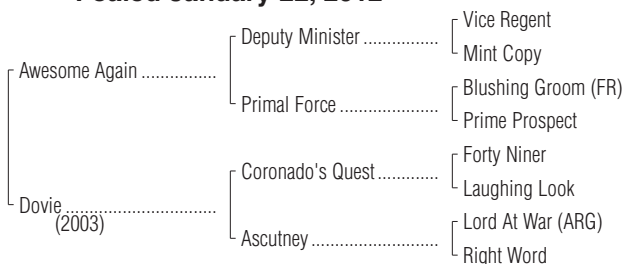 Foaled January 22, 2012
Vice Regent
Deputy Minister ..................
Mint Copy
Awesome Again ................
Blushing Groom (FR)
Primal Force ........................
Prime Prospect
Forty Niner
Coronado's Quest ...............
Laughing Look
Dovie ................................
(2003)
Lord At War (ARG)
Ascutney ..............................
Right Word